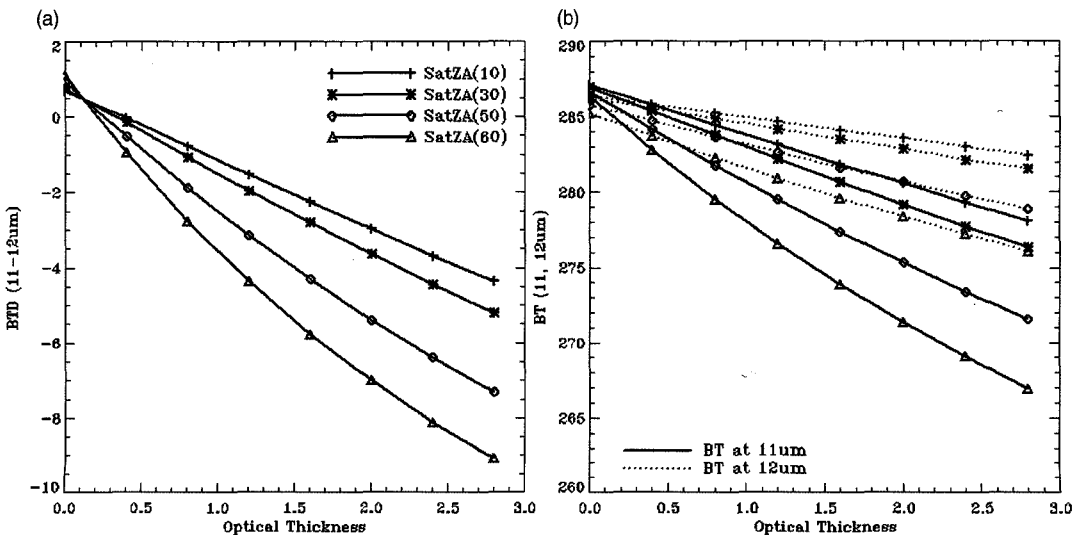 (a)
2
0
-2
-4
-6
-8
-10
BTD (11-12um)
SatZA(10)
SatZA(30)
SatZA(50)
SatZA(60)
0.0 0.5 1.0 1.5 2.0 2.5 3.0
Optical Thickness
(b)
290
285
280
275
270
265
260
BT (11, 12um)
BT at 11um
BT at 12um
0.0 0.5 1.0 1.5 2.0 2.5 3.0
Optical Thickness